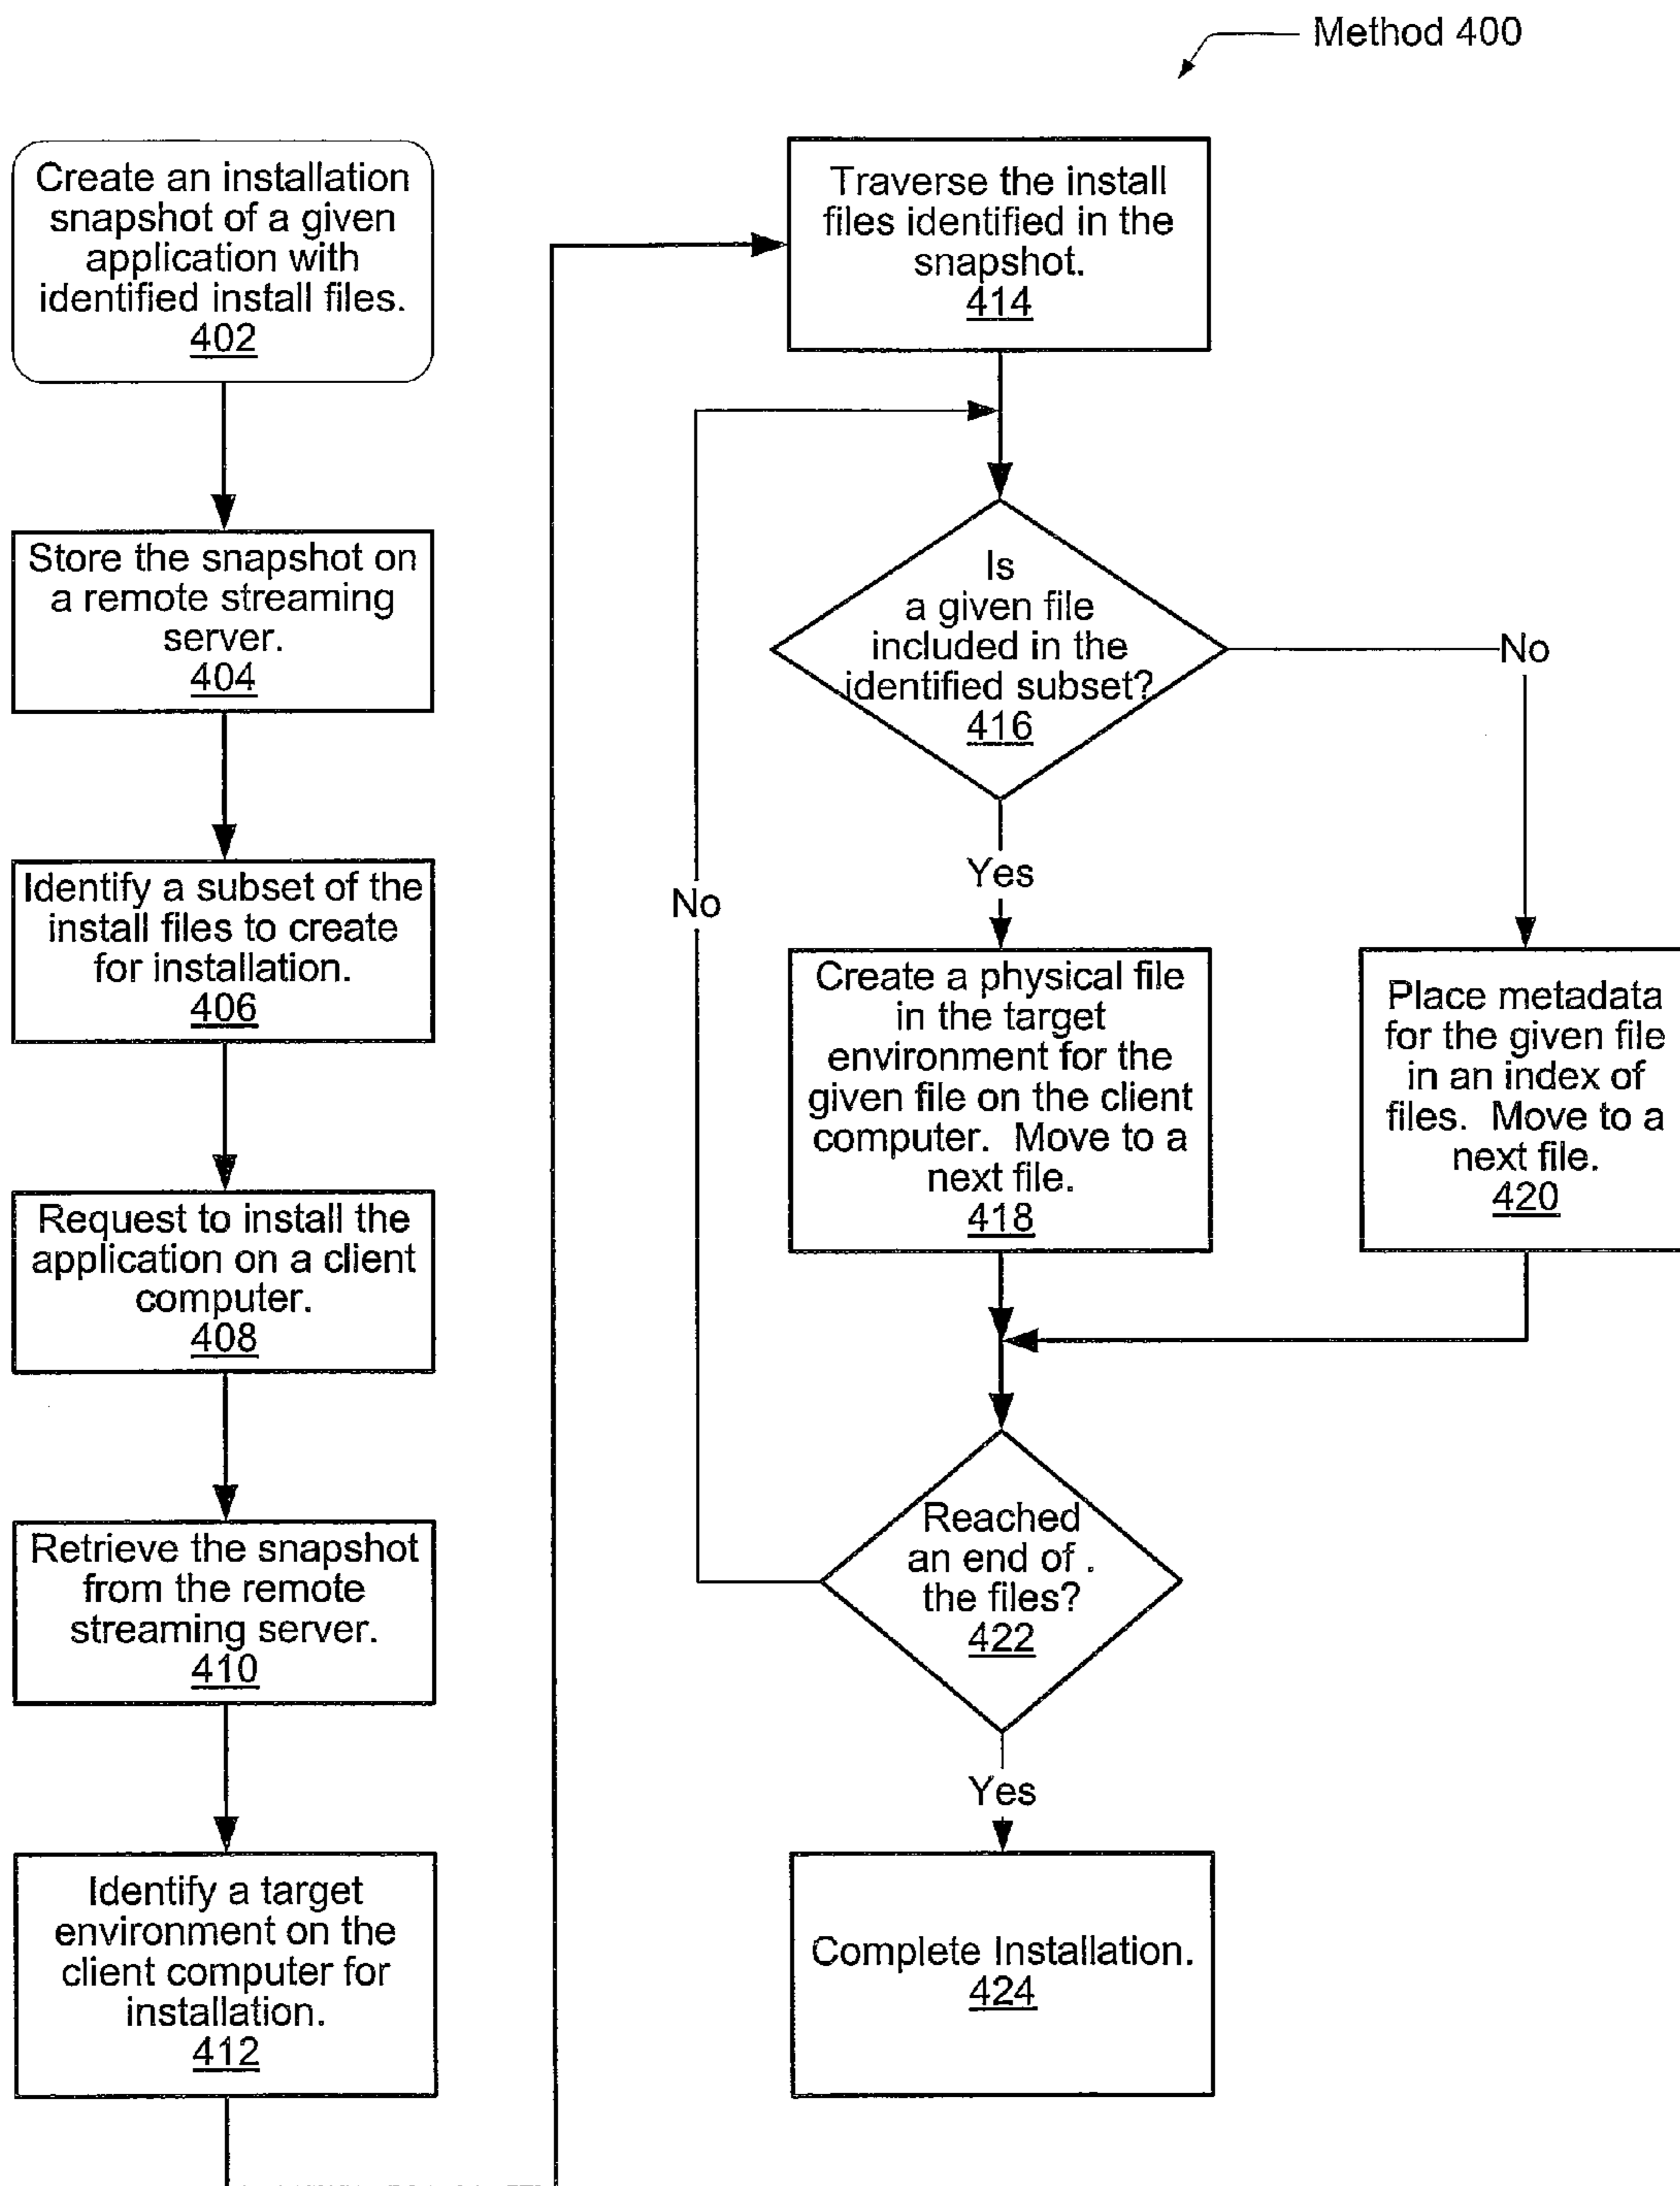 Method 400
Create an installation
snapshot of a given
application with
identified install files.
402
Store the snapshot on
a remote streaming
server.
404
Identify a subset of the
install files to create
for installation.
406
Request to install the
application on a client
computer.
408
Retrieve the snapshot
from the remote
streaming server.
410
Identify a target
environment on the
client computer for
installation.
412
Traverse the install
files identified in the
snapshot.
414
Is
a given file
included in the
identified subset?
416
No
Yes
No
Create a physical file
in the target
environment for the
given file on the client
computer. Move to a
next file.
418
Place metadata
for the given file
in an index of
files. Move to a
next file.
420
Reached
an end of .
the files?
422
Yes
Complete Installation.
424